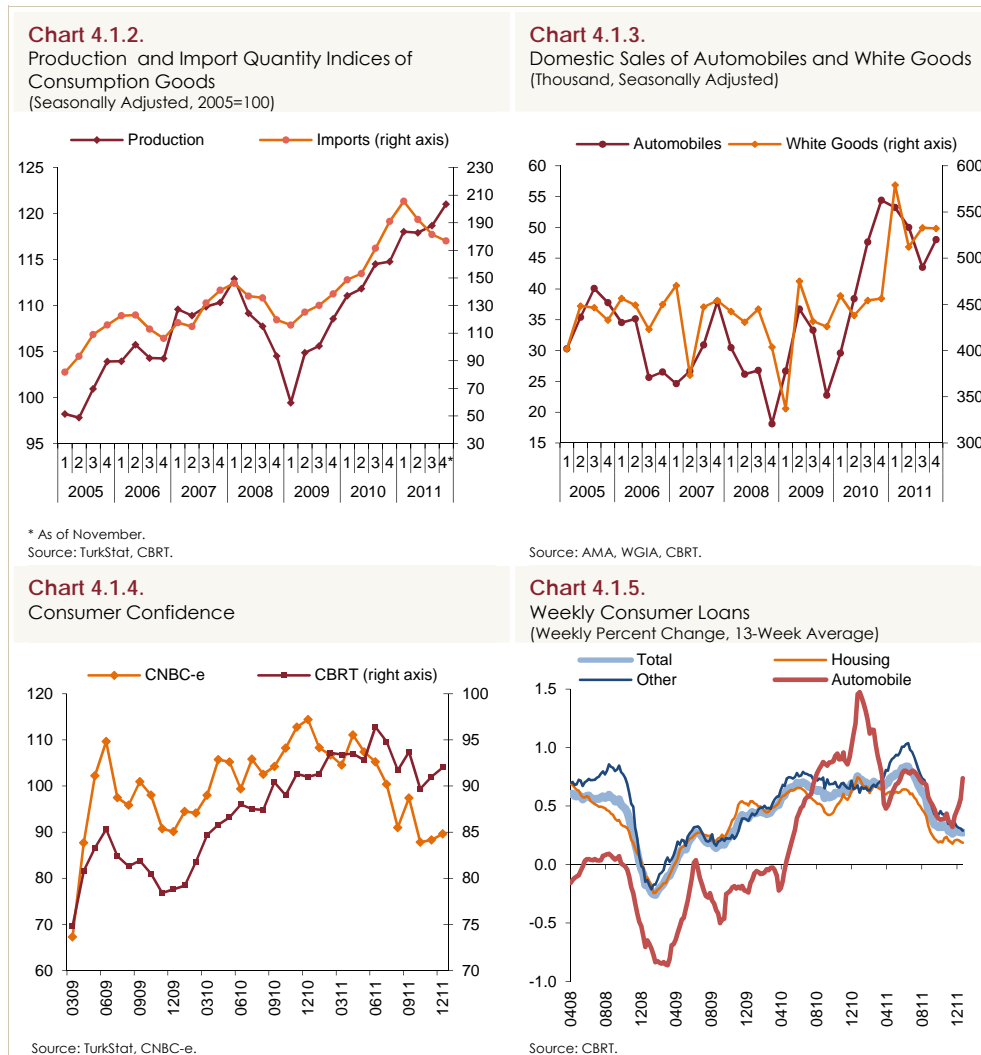 Chart 4.1.2.
Production and Import Quantity Indices of
Consumption Goods
(Seasonally Adjusted, 2005=100)
Production
Imports (right axis)
125
120
115
110
105
100
95
230
210
190
170
150
130
110
90
70
50
30
1 2 3 4 1 2 3 4 1 2 3 4 1 2 3 4 1 2 3 4 1 2 3 4 1 2 3 4*
2005 2006 2007 2008 2009 2010 2011
* As of November.
Source: TurkStat, CBRT.
Chart 4.1.3.
Domestic Sales of Automobiles and White Goods
(Thousand, Seasonally Adjusted)
Automobiles
White Goods (right axis)
60
55
50
45
40
35
30
25
20
15
600
550
500
450
400
350
300
1 2 3 4 1 2 3 4 1 2 3 4 1 2 3 4 1 2 3 4 1 2 3 4 1 2 3 4
2005 2006 2007 2008 2009 2010 2011
Source: AMA, WGIA, CBRT.
Chart 4.1.4.
Consumer Confidence
CNBC-e
CBRT (right axis)
120
110
100
90
80
70
60
100
95
90
85
80
75
70
0309 0609 0909 1209 0310 0610 0910 1210 0311 0611 0911 1211
Source: TurkStat, CNBC-e.
Chart 4.1.5.
Weekly Consumer Loans
(Weekly Percent Change, 13-Week Average)
Total
Housing
Other
Automobile
1.5
1.0
0.5
0.0
-0.5
-1.0
0408 0808 1208 0409 0809 1209 0410 0810 1210 0411 0811 1211
Source: CBRT.